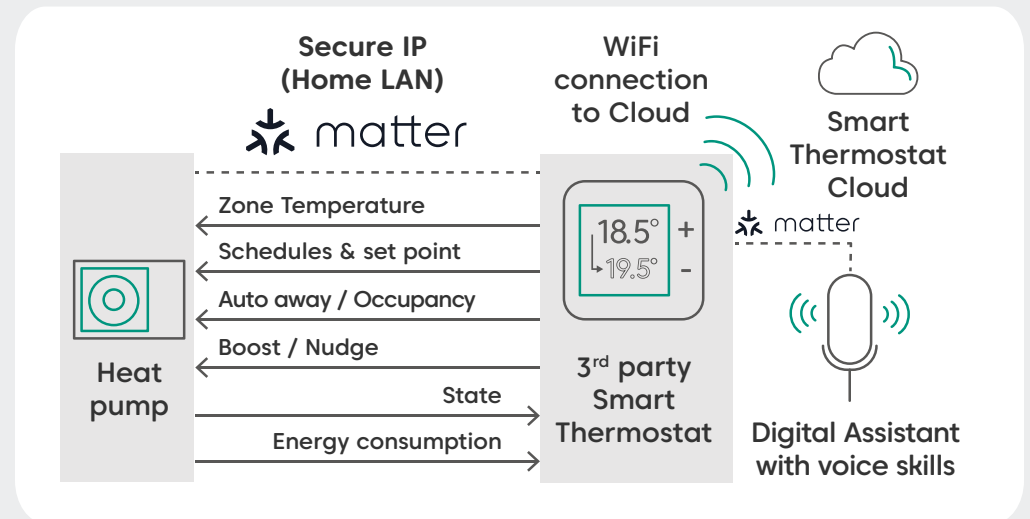 Secure IP
(Home LAN)
matter
WiFi
connection
to Cloud
Smart
Thermostat
Cloud
Zone Temperature
Schedules & set point
Auto away / Occupancy
Boost / Nudge
State
Energy consumption
Heat
pump
18.5°
19.5°
+
-
3rd party
Smart
Thermostat
matter
Digital Assistant
with voice skills